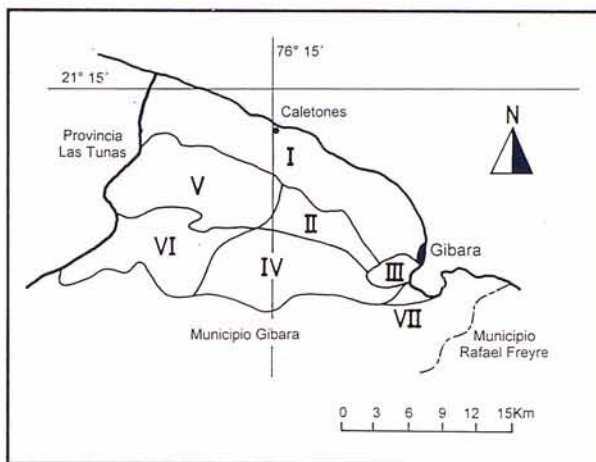 76° 15´
21° 15´
Caletones
N
Provincia
Las Tunas
I
V
II
Gibara
VI
IV
III
VII
Municipio Gibara
Municipio
Rafael Freyre
0 3 6 9 12 15Km